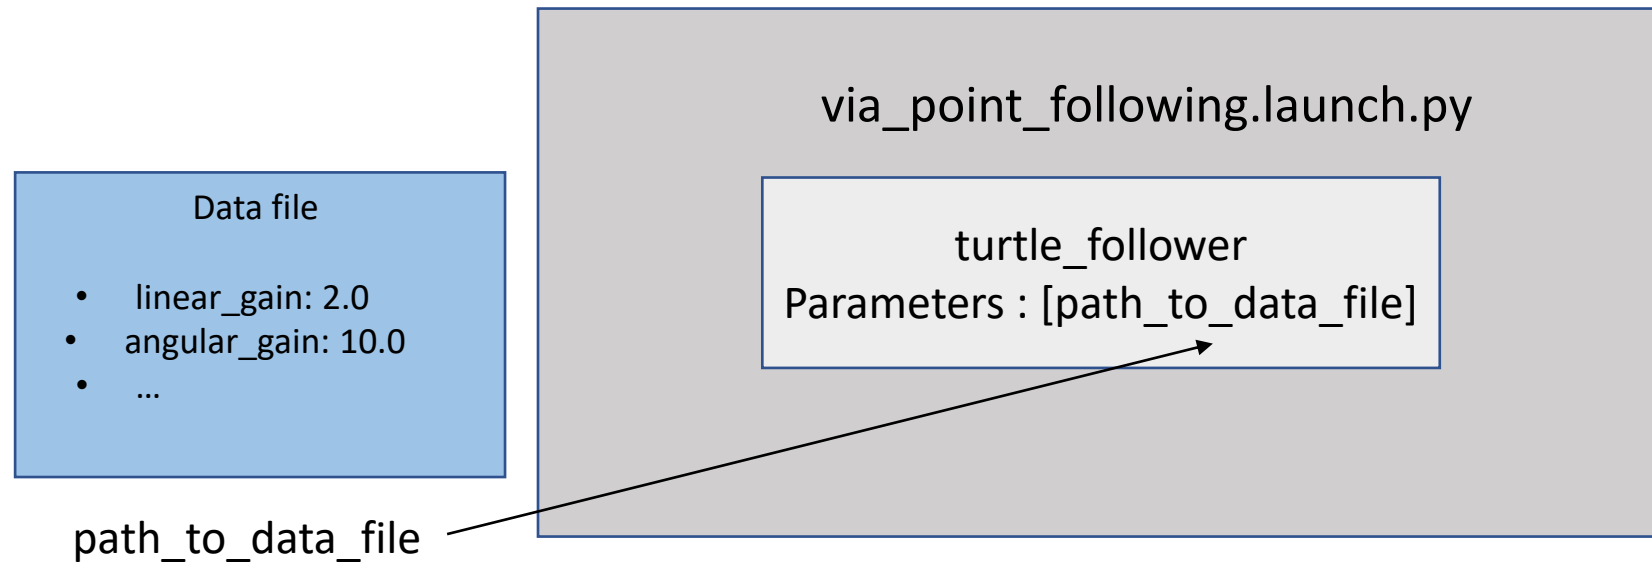 via_point_following.launch.py
Data file
• linear_gain: 2.0
• angular_gain: 10.0
• ...
turtle_follower
Parameters : [path_to_data_file]
path_to_data_file